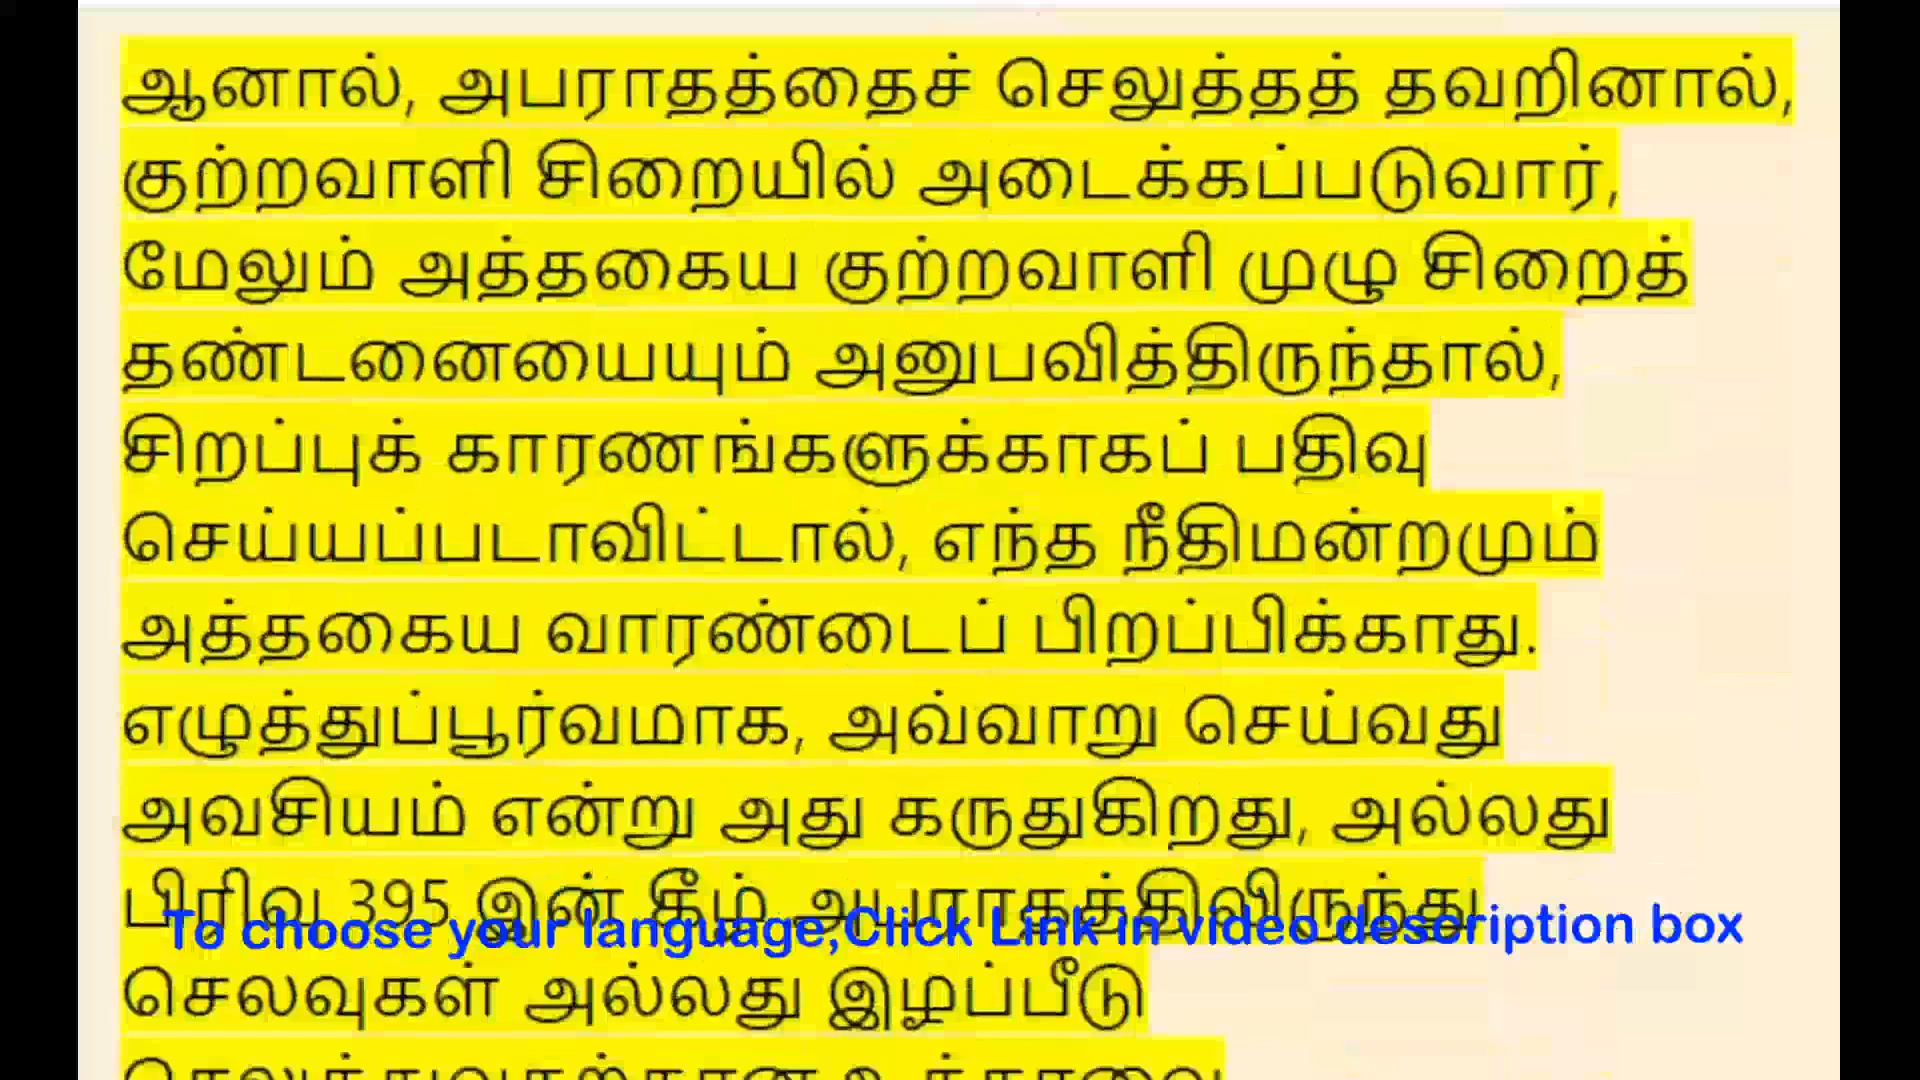 ஆனால், அபராதத்தைச் செலுத்தத் தவறினால்,
குற்றவாளி சிறையில் அடைக்கப்படுவார்,
மேலும் அத்தகைய குற்றவாளி முழு சிறைத்
தண்டனையையும் அனுபவித்திருந்தால்,
சிறப்புக் காரணங்களுக்காகப் பதிவு
செய்யப்படாவிட்டால், எந்த நீதிமன்றமும்
அத்தகைய வாரண்டைப் பிறப்பிக்காது.
எழுத்துப்பூர்வமாக, அவ்வாறு செய்வது
அவசியம் என்று அது கருதுகிறது, அல்லது
பிரிவு 395 இன் கீழ் அபராதத்திலிருந்து
To choose your language,Click Link in video description box
செலவுகள் அல்லது இழப்பீடு